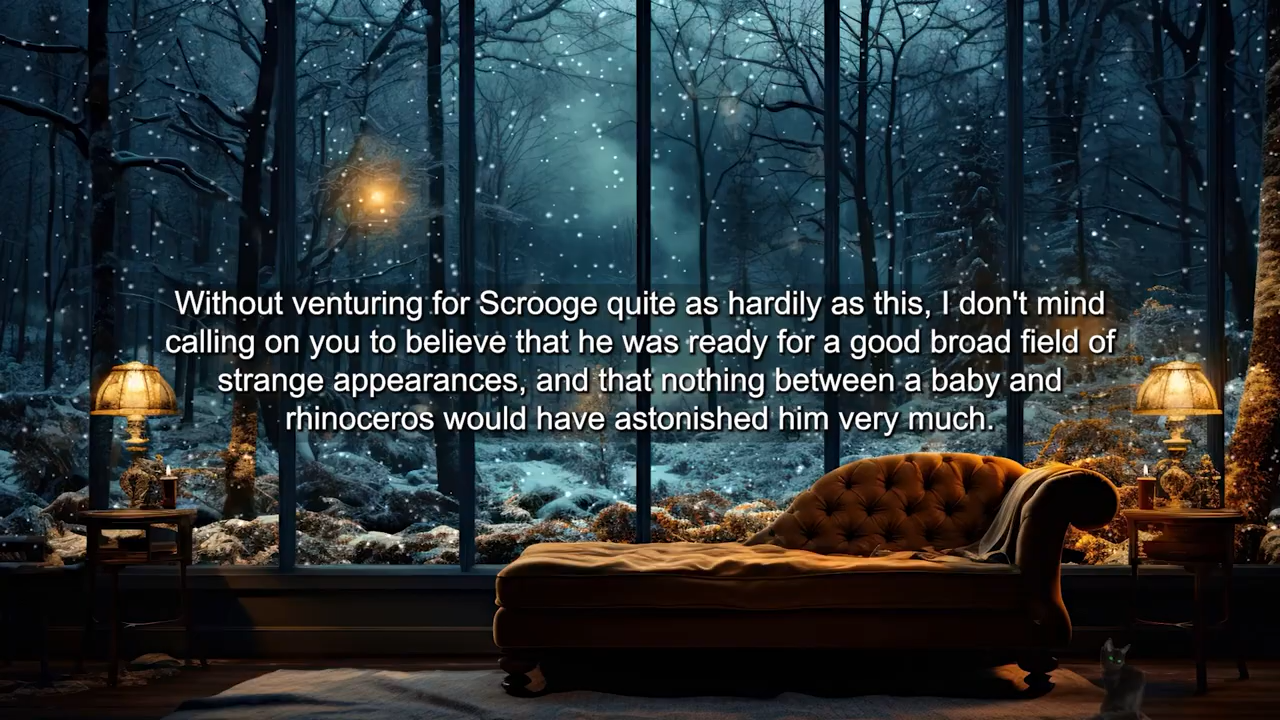 Without venturing for Scrooge quite as hardily as this, I don't mind
calling on you to believe that he was ready for a good broad field of
strange appearances, and that nothing between a baby and
rhinoceros would have astonished him very much.